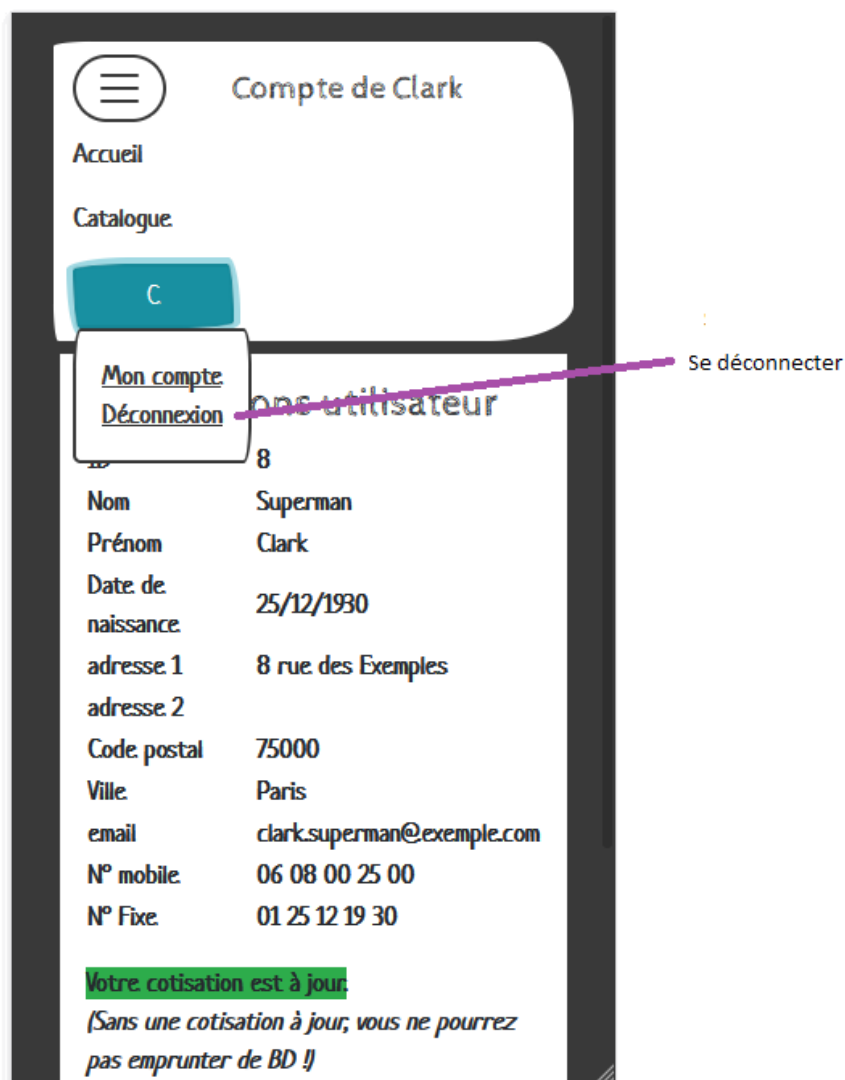 Compte de Clark
Accueil
Catalogue
C
Mon compte
Déconnexion
ons utilisateur
Se déconnecter
ID 8
Nom Superman
Prénom Clark
Date de
naissance 25/12/1930
adresse 1 8 rue des Exemples
adresse 2
Code postal 75000
Ville Paris
email clark.superman@exemple.com
N° mobile 06 08 00 25 00
N° Fixe 01 25 12 19 30
Votre cotisation est à jour.
(Sans une cotisation à jour, vous ne pourrez
pas emprunter de BD !)